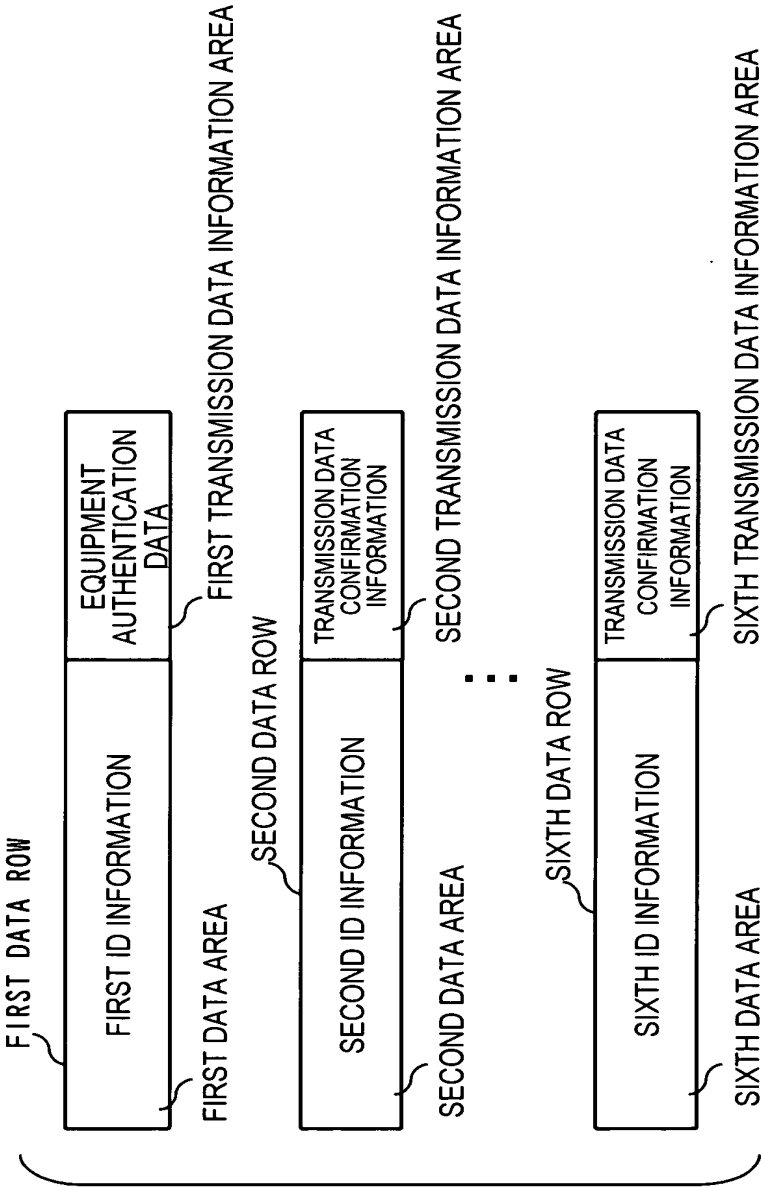 FIRST DATA ROW
FIRST ID INFORMATION
EQUIPMENT
AUTHENTICATION
DATA
FIRST DATA AREA
FIRST TRANSMISSION DATA INFORMATION AREA
SECOND DATA ROW
SECOND ID INFORMATION
TRANSMISSION DATA
CONFIRMATION
INFORMATION
SECOND DATA AREA
SECOND TRANSMISSION DATA INFORMATION AREA
SIXTH DATA ROW
SIXTH ID INFORMATION
TRANSMISSION DATA
CONFIRMATION
INFORMATION
SIXTH DATA AREA
SIXTH TRANSMISSION DATA INFORMATION AREA